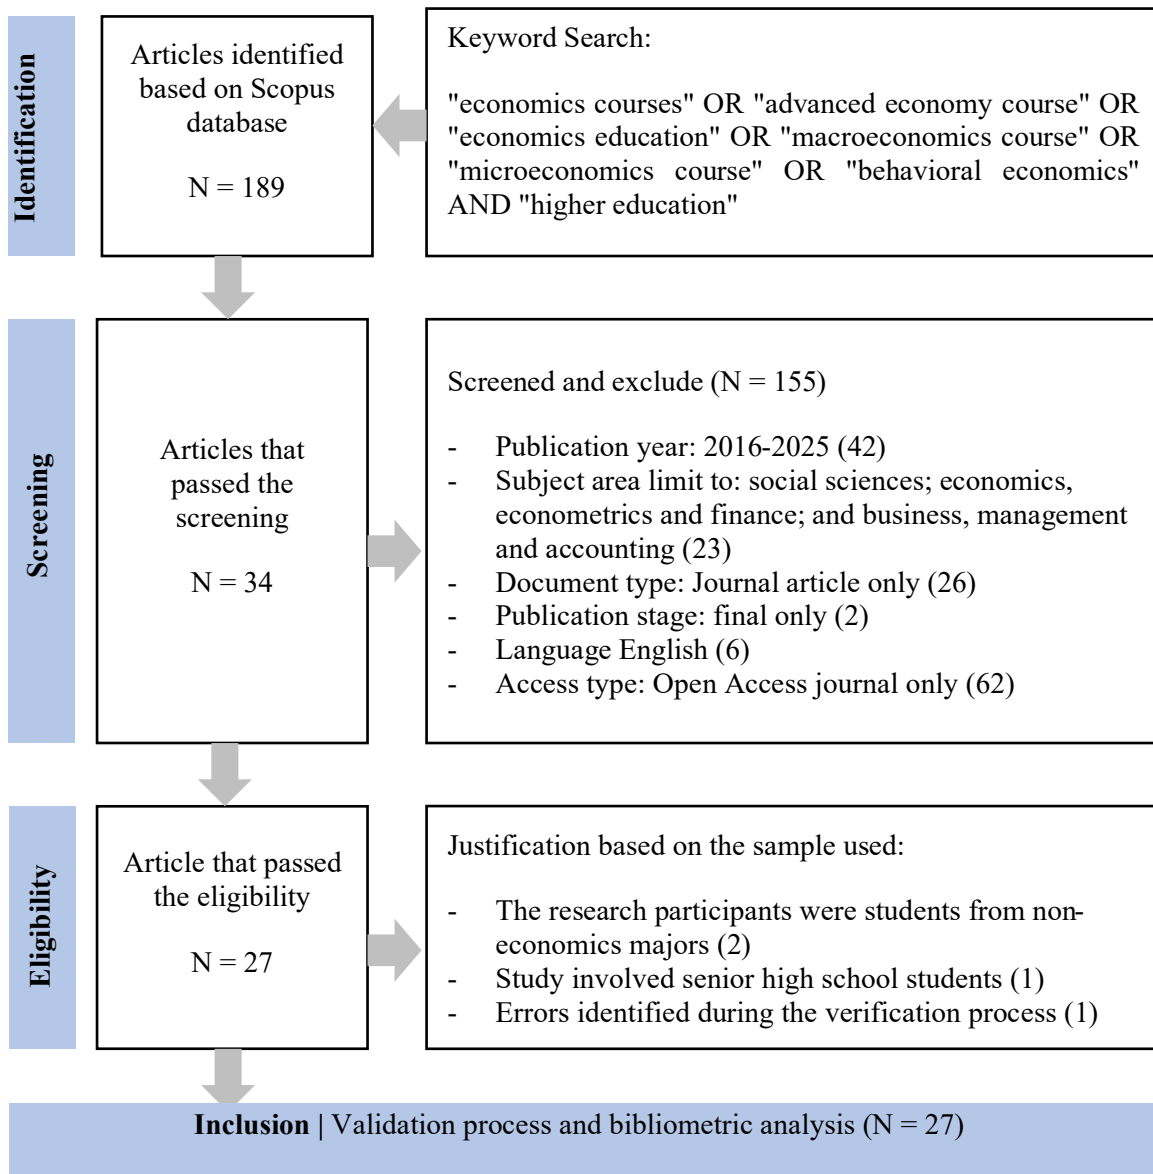 Identification
Articles identified
based on Scopus
database
N = 189
Keyword Search:
"economics courses" OR "advanced economy course" OR
"economics education" OR "macroeconomics course" OR
"microeconomics course" OR "behavioral economics"
AND "higher education"
Screening
Articles that
passed the
screening
N = 34
Screened and exclude (N = 155)
- Publication year: 2016-2025 (42)
- Subject area limit to: social sciences; economics,
econometrics and finance; and business, management
and accounting (23)
- Document type: Journal article only (26)
- Publication stage: final only (2)
- Language English (6)
- Access type: Open Access journal only (62)
Eligibility
Article that passed
the eligibility
N = 27
Justification based on the sample used:
- The research participants were students from non-
economics majors (2)
- Study involved senior high school students (1)
- Errors identified during the verification process (1)
Inclusion | Validation process and bibliometric analysis (N = 27)